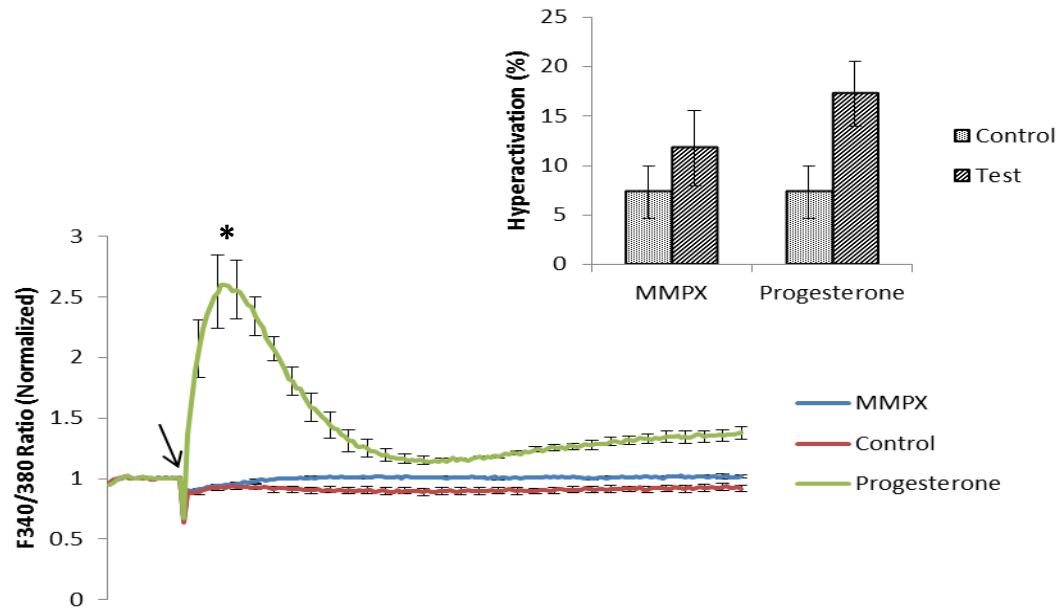 25
20
15
10
5
0
Hyperactivation (%)
MMPX Progesterone
Control
Test
*
3
2.5
2
1.5
1
0.5
0
F340/380 Ratio (Normalized)
MMPX
Control
Progesterone